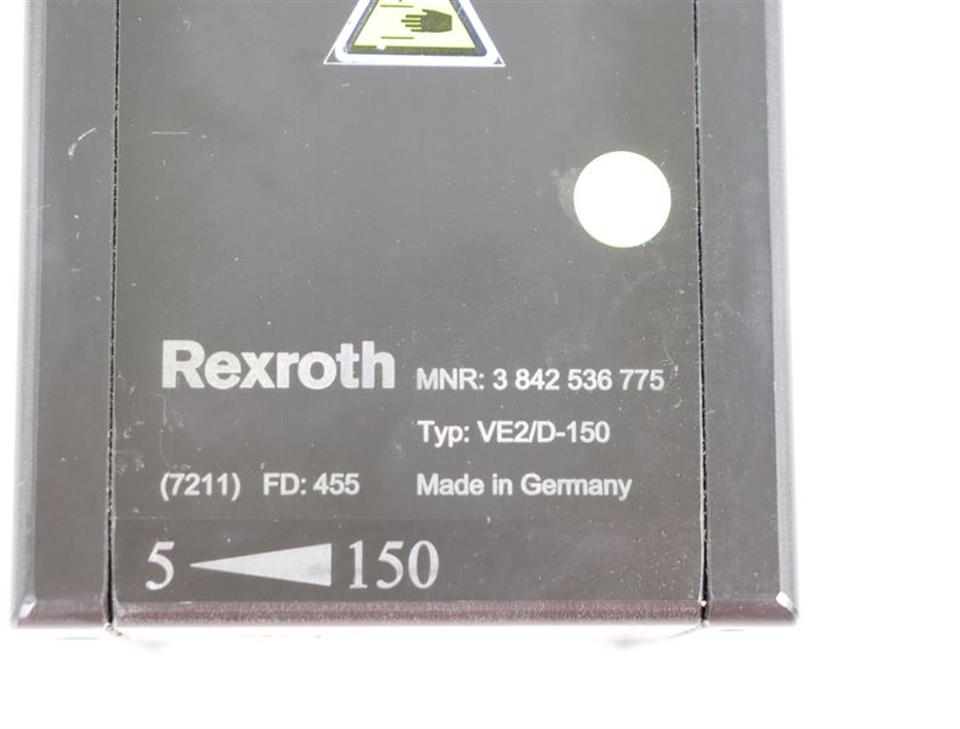 Rexroth MNR: 3 842 536 775
Typ: VE2/D-150
(7211) FD: 455 Made in Germany
5 150